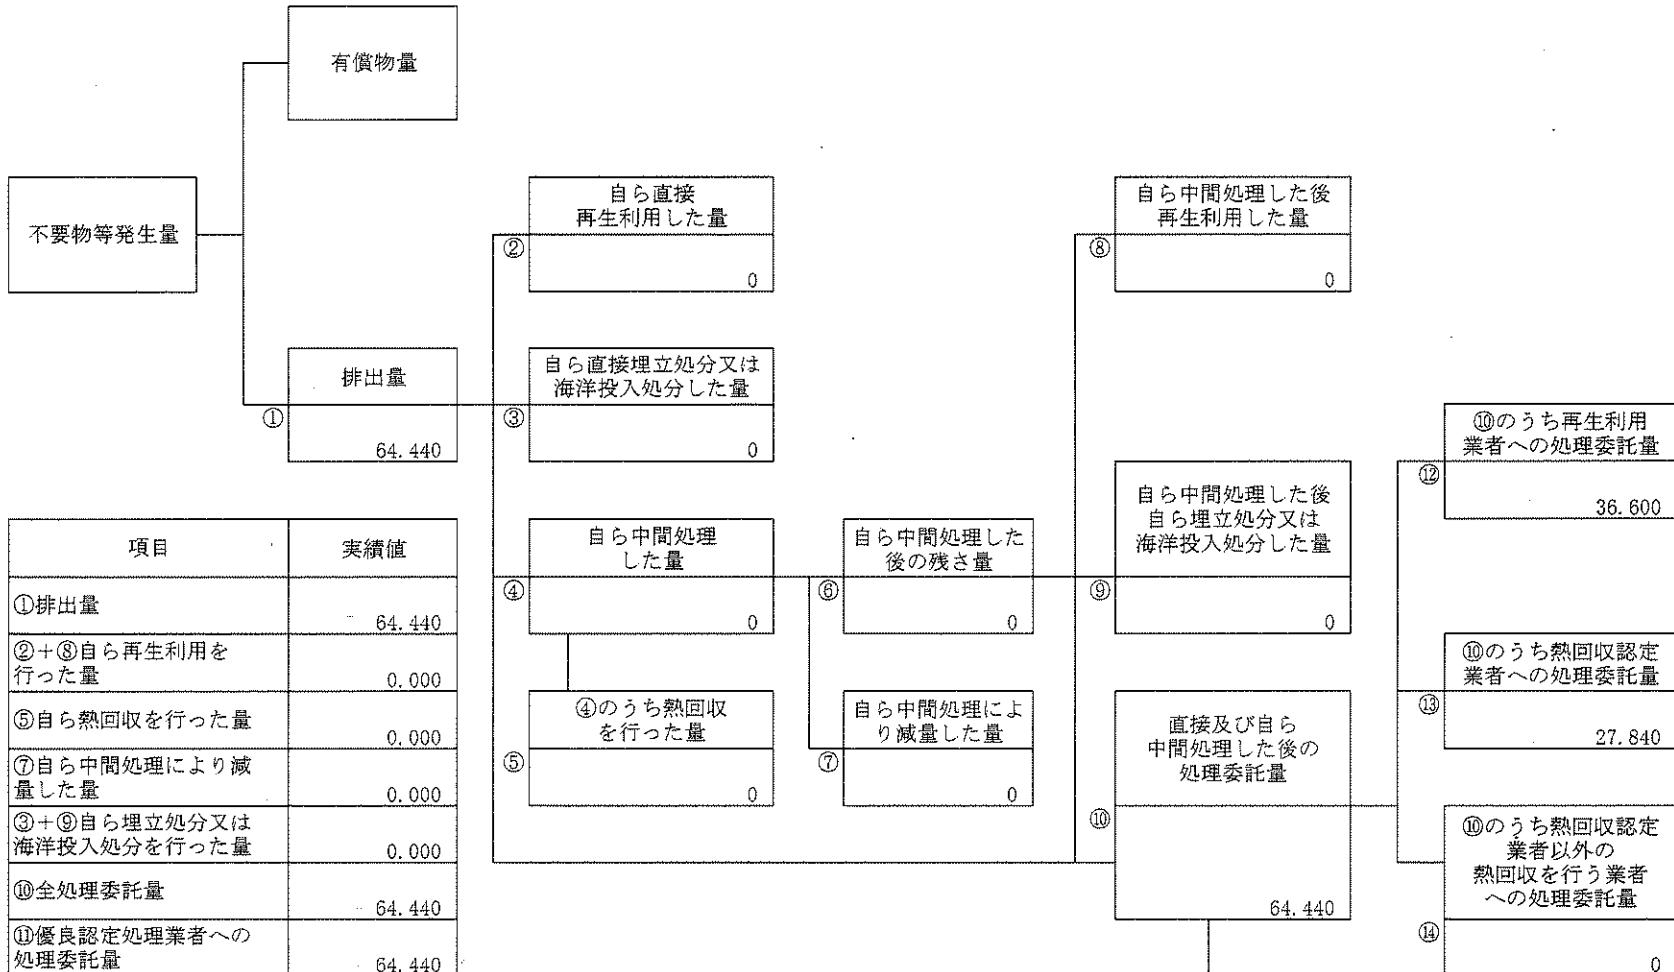 有償物量
不要物等発生量
自ら直接
再生利用した量
②
0
自ら中間処理した後
再生利用した量
⑧
0
排出量
①
64.440
自ら直接埋立処分又は
海洋投入処分した量
③
0
⑩のうち再生利用
業者への処理委託量
⑫
36.600
自ら中間処理
した量
④
0
自ら中間処理した
後の残さ量
⑥
0
自ら中間処理した後
自ら埋立処分又は
海洋投入処分した量
⑨
0
④のうち熱回収
を行った量
⑤
0
自ら中間処理によ
り減量した量
⑦
0
直接及び自ら
中間処理した後の
処理委託量
⑩
64.440
⑩のうち熱回収認定
業者への処理委託量
⑬
27.840
⑩のうち熱回収認定
業者以外の
熱回収を行う業者
への処理委託量
⑭
0
項目 実績値
①排出量 64.440
②+⑧自ら再生利用を
行った量 0.000
⑤自ら熱回収を行った量 0.000
⑦自ら中間処理により減
量した量 0.000
③+⑨自ら埋立処分又は
海洋投入処分を行った量 0.000
⑩全処理委託量 64.440
⑪優良認定処理業者への
処理委託量 64.440